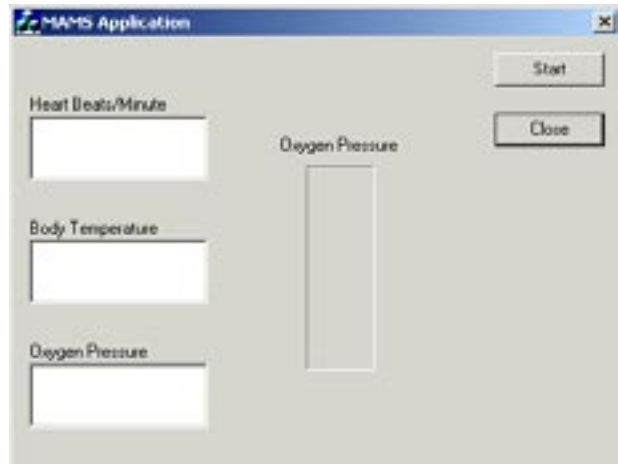 MAMS Application
Start
Heart Beats/Minute
Close
Oxygen Pressure
Body Temperature
Oxygen Pressure